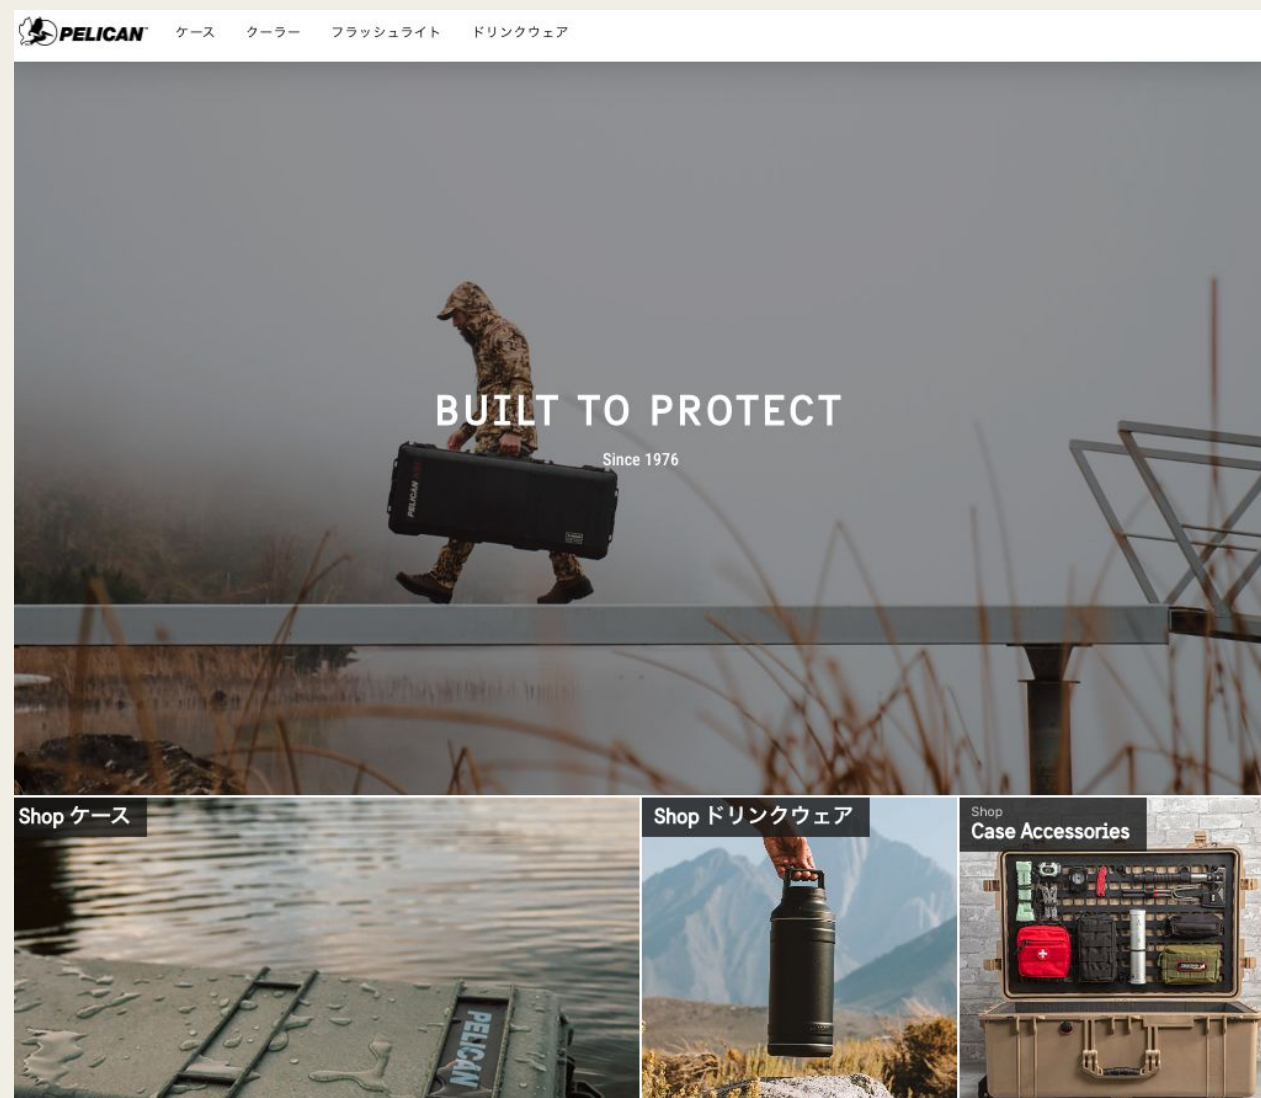 PELICAN™
ケース
クーラー
フラッシュライト
ドリンクウェア
BUILT TO PROTECT
Since 1976
PELICAN
Shop ケース
PELICAN
Shop ドリンクウェア
Shop
Case Accessories